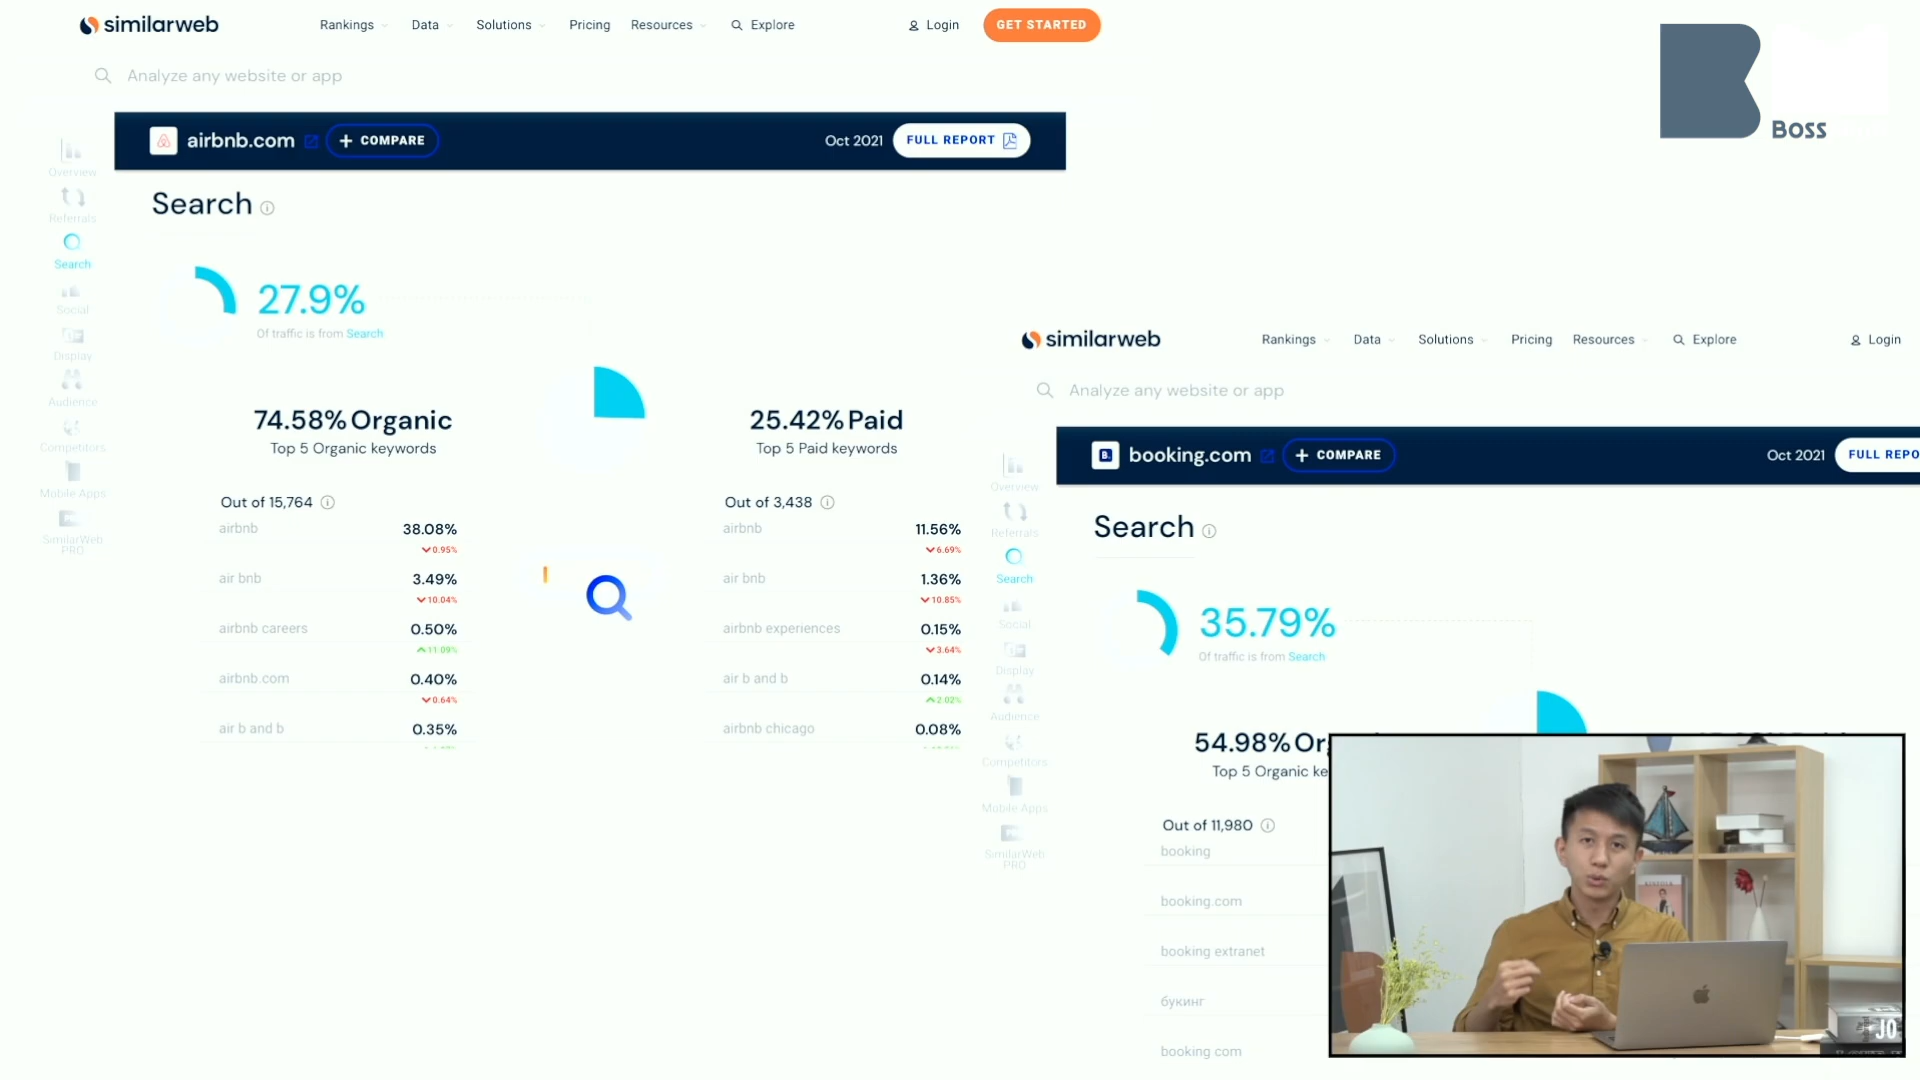 similarweb
Rankings
Data
Solutions
Pricing
Resources
Explore
Login
GET STARTED
Analyze any website or app
airbnb.com
+ COMPARE
Oct 2021
FULL REPORT
Overview
Referrals
Search
Social
Display
Audience
Competitors
Mobile Apps
SimilarWeb
PRO
Search
27.9%
Of traffic is from Search
74.58% Organic
Top 5 Organic keywords
Out of 15,764
airbnb 38.08%
0.95%
air bnb 3.49%
10.04%
airbnb careers 0.50%
11.09%
airbnb.com 0.40%
0.64%
air b and b 0.35%
25.42% Paid
Top 5 Paid keywords
Out of 3,438
airbnb 11.56%
6.69%
air bnb 1.36%
10.85%
airbnb experiences 0.15%
3.64%
air b and b 0.14%
2.02%
airbnb chicago 0.08%
Boss
similarweb
Rankings
Data
Solutions
Pricing
Resources
Explore
Login
Analyze any website or app
booking.com
+ COMPARE
Oct 2021
FULL REPO
Overview
Referrals
Search
Social
Display
Audience
Competitors
Mobile Apps
SimilarWeb
PRO
Search
35.79%
Of traffic is from Search
54.98% Or
Top 5 Organic ke
Out of 11,980
booking
booking.com
booking extranet
букинг
booking com
JO